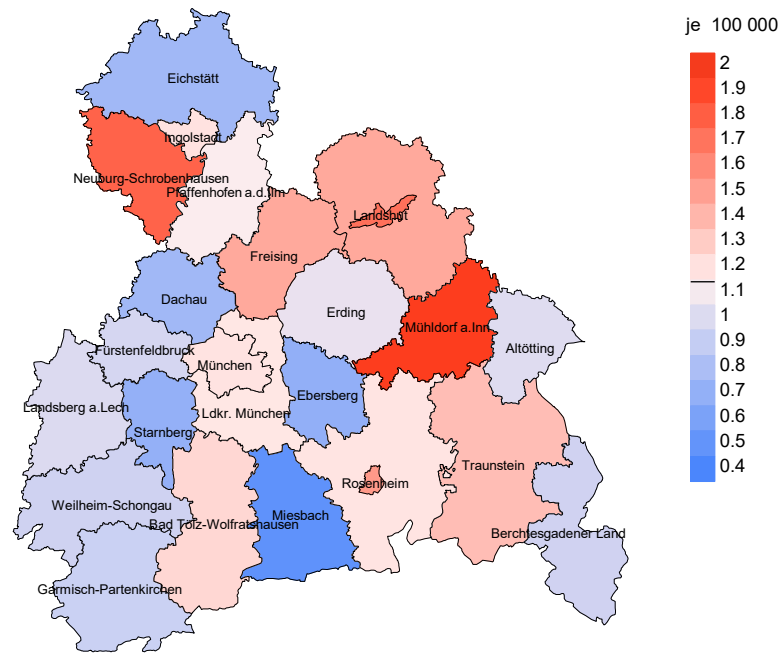 je 100 000
2
1.9
1.8
1.7
1.6
1.5
1.4
1.3
1.2
1.1
1
0.9
0.8
0.7
0.6
0.5
0.4
Eichstätt
Ingolstadt
Neuburg-Schrobenhausen
Pfaffenhofen a.d.Ilm
Landshut
Freising
Dachau
Erding
Mühldorf a.Inn
Altötting
Fürstenfeldbruck
München
Landsberg a.Lech
Starnberg
Ldkr. München
Ebersberg
Traunstein
Rosenheim
Weilheim-Schongau
Bad Tölz-Wolfratshausen
Miesbach
Berchtesgadener Land
Garmisch-Partenkirchen